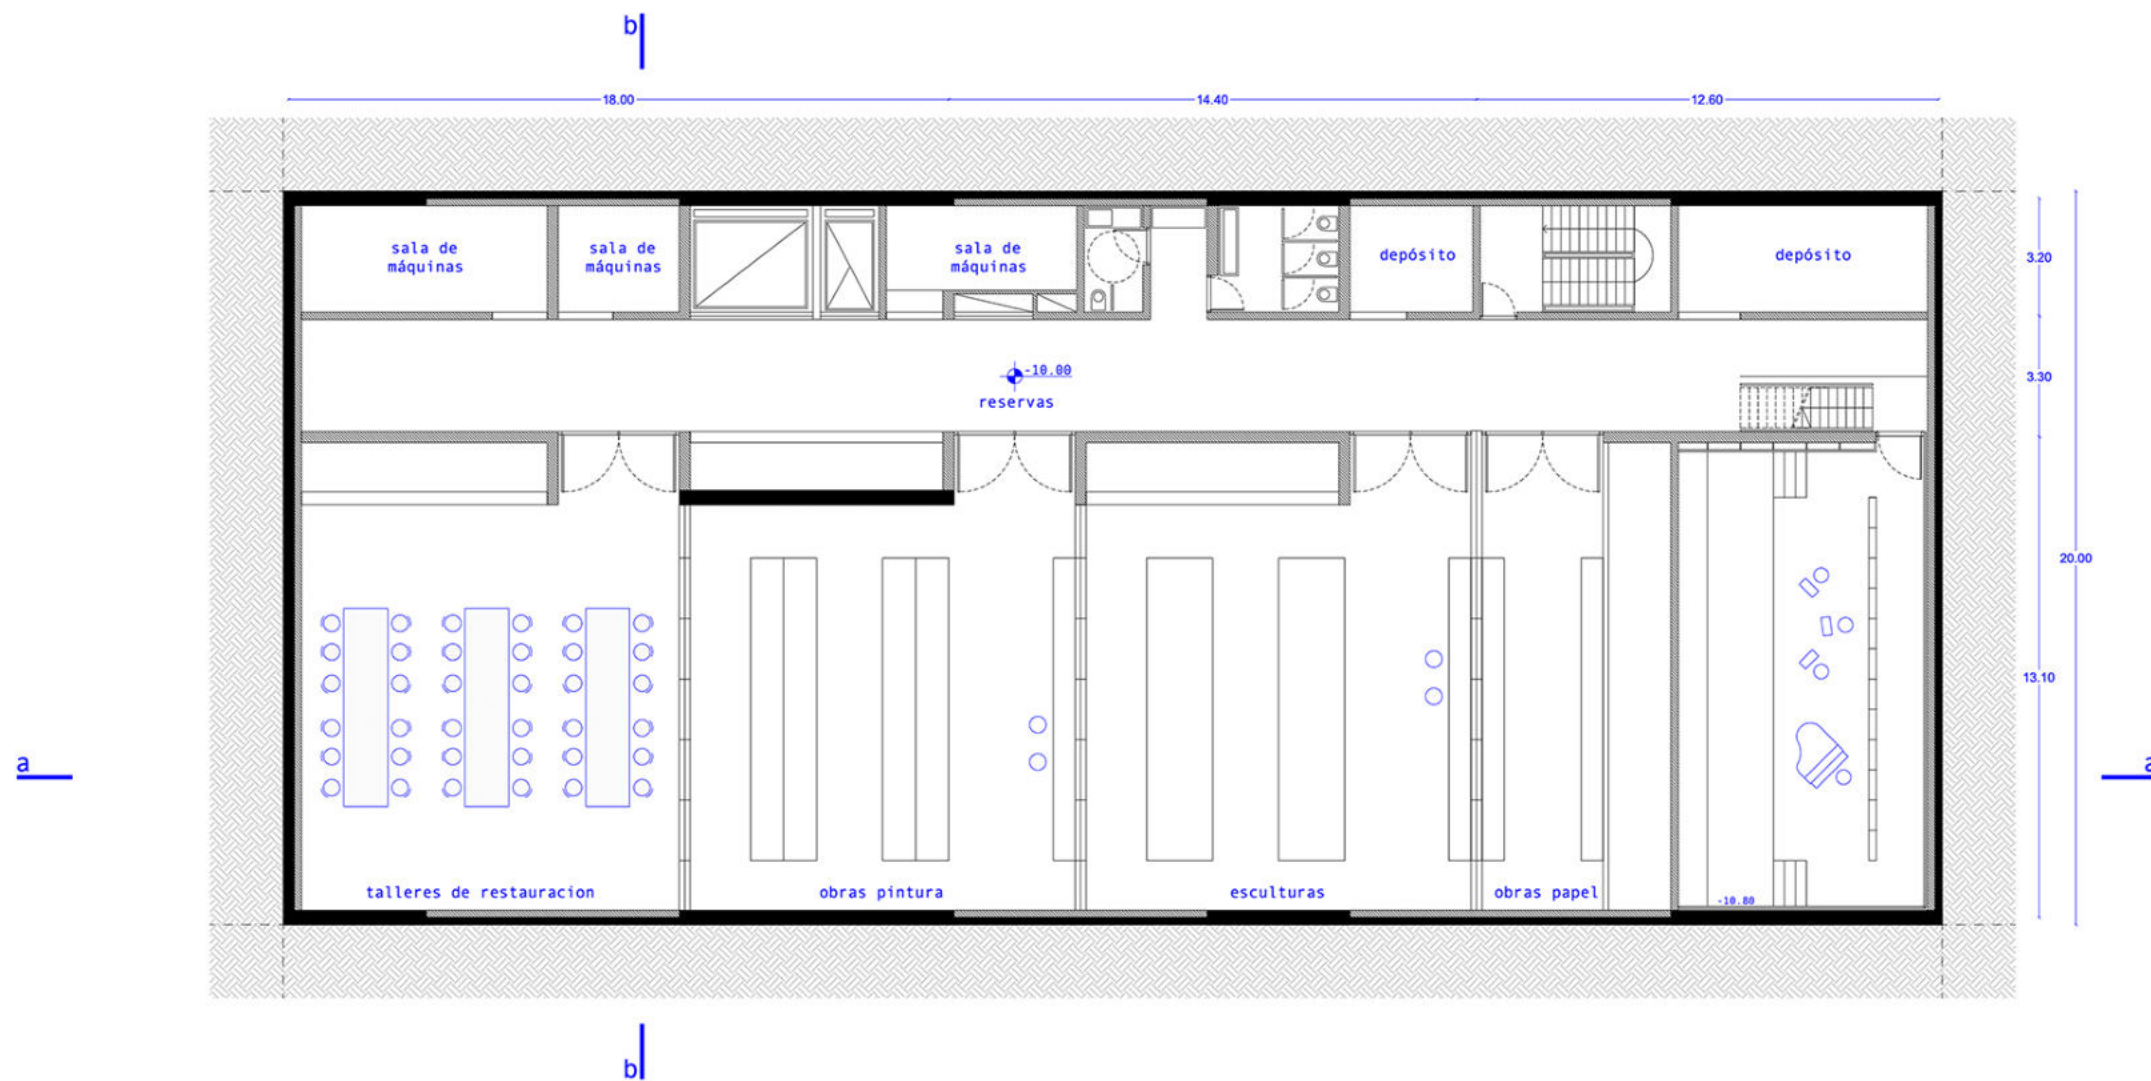 b
18.00
14.40
12.60
sala de
máquinas
sala de
máquinas
sala de
máquinas
depósito
depósito
3.20
-10.00
reservas
3.30
20.00
13.10
a
a
talleres de restauracion
obras pintura
esculturas
obras papel
-10.80
b